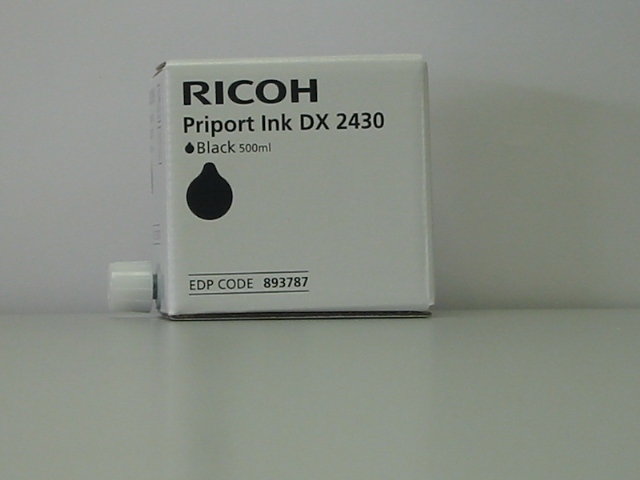 RICOH
Priport Ink DX 2430
Black 500ml
EDP CODE 893787